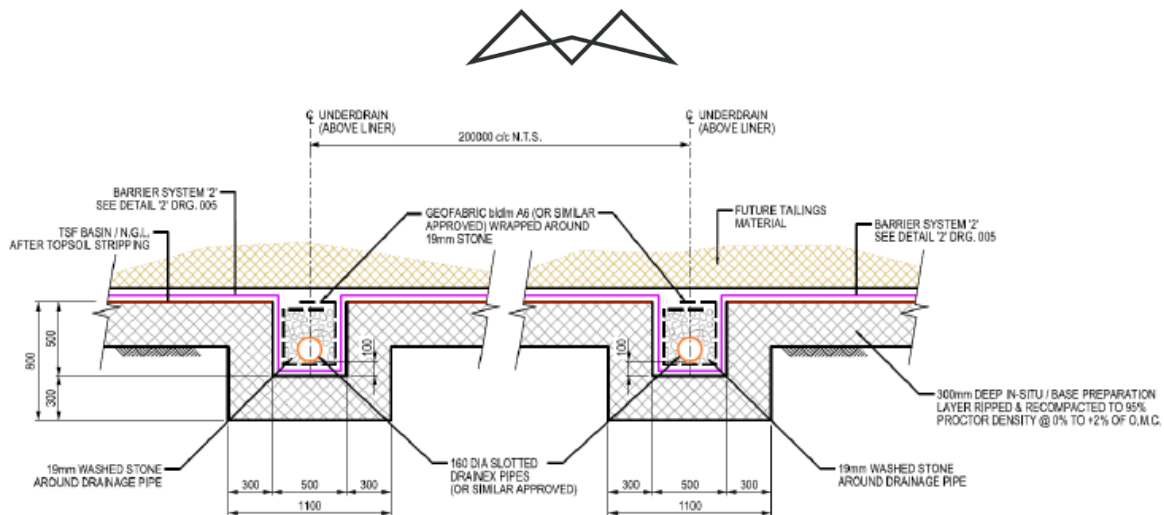 ℄ UNDERDRAIN
(ABOVE LINER)
℄ UNDERDRAIN
(ABOVE LINER)
200000 c/c N.T.S.
BARRIER SYSTEM '2'
SEE DETAIL '2' DRG. 005
TSF BASIN / N.G.L.
AFTER TOPSOIL STRIPPING
GEOFABRIC bidim A6 (OR SIMILAR
APPROVED) WRAPPED AROUND
19mm STONE
FUTURE TAILINGS
MATERIAL
BARRIER SYSTEM '2'
SEE DETAIL '2' DRG. 005
800
500
300
100
100
300mm DEEP IN-SITU / BASE PREPARATION
LAYER RIPPED & RECOMPACTED TO 95%
PROCTOR DENSITY @ 0% TO +2% OF O.M.C.
19mm WASHED STONE
AROUND DRAINAGE PIPE
160 DIA SLOTTED
DRAINEX PIPES
(OR SIMILAR APPROVED)
19mm WASHED STONE
AROUND DRAINAGE PIPE
300 500 300
1100
300 500 300
1100